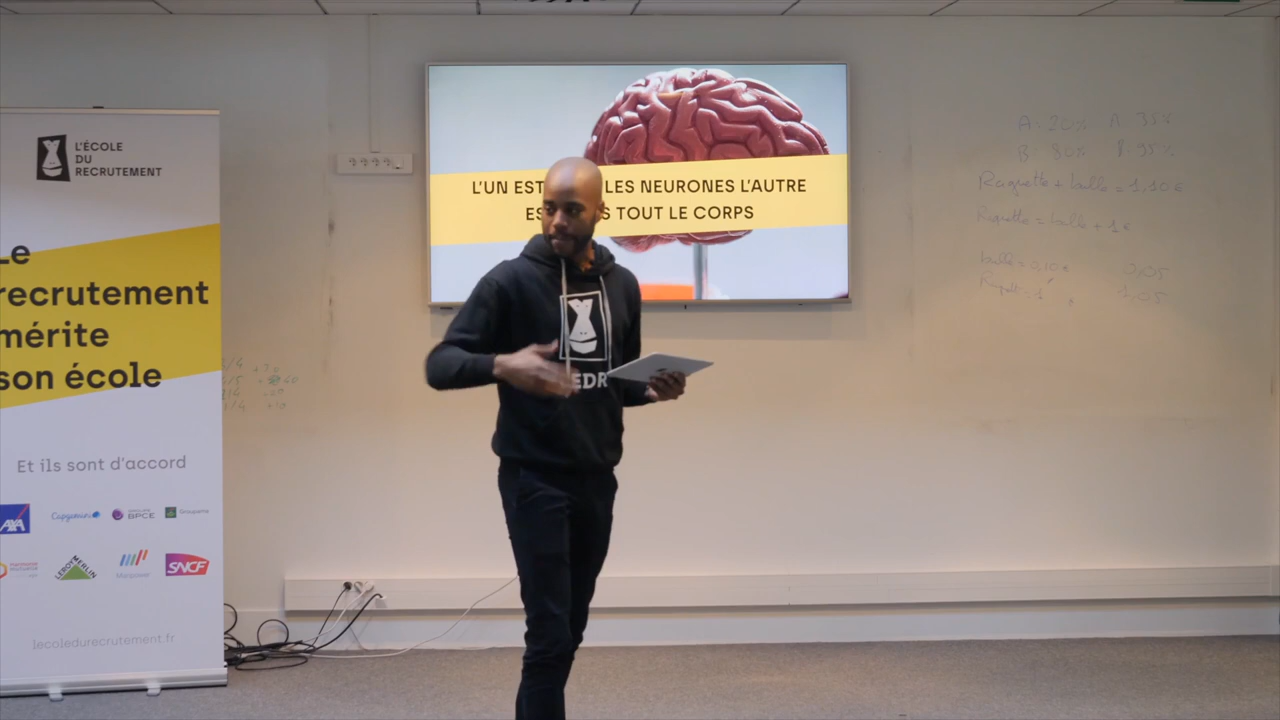 L'ÉCOLE
DU
RECRUTEMENT
Le
recrutement
mérite
son école
Et ils sont d'accord
AXA
Capgemini
BPCE
Groupama
LEROY MERLIN
Manpower
SNCF
lecoledurecrutement.fr
L'UN EST LES NEURONES L'AUTRE
TOUT LE CORPS
EDR
A: 20% A 35%
B: 80%
Raquette + balle = 1,10 €
Raquette = balle + 1 €
balle = 0,10 € 0,05
1,05